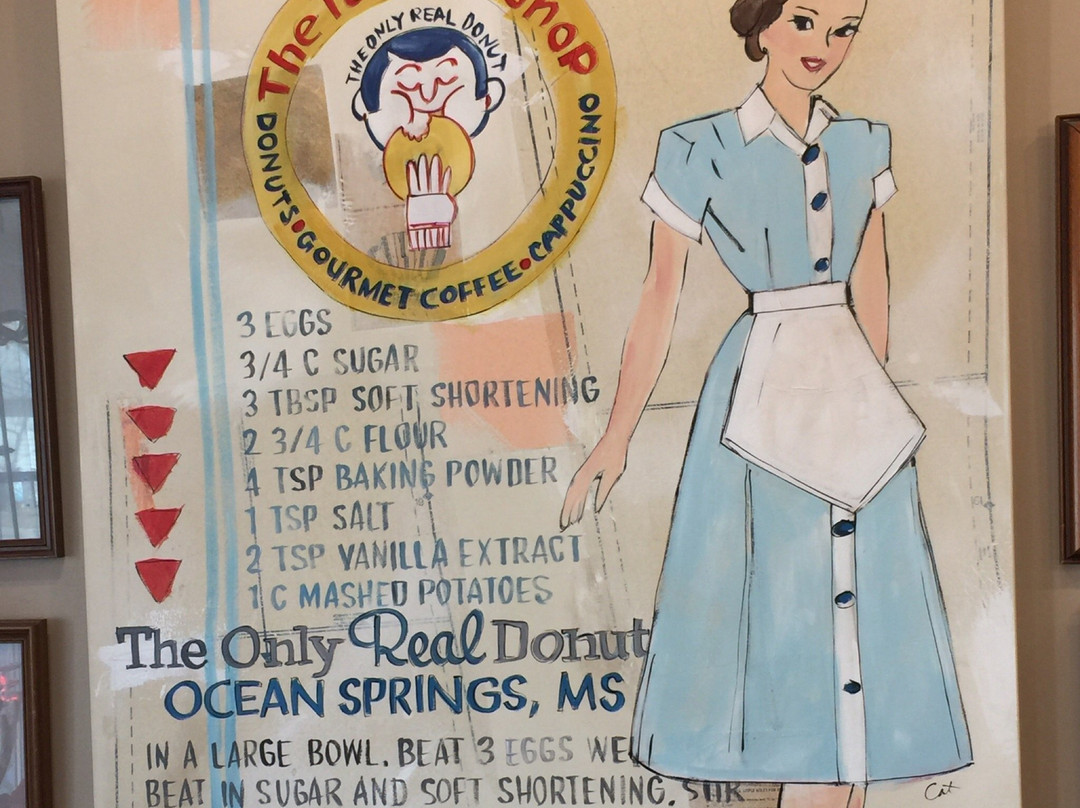 The
THE ONLY REAL DONUT
DONUTS • GOURMET COFFEE • CAPPUCCINO
3 EGGS
3/4 C SUGAR
3 TBSP SOFT SHORTENING
2 3/4 C FLOUR
4 TSP BAKING POWDER
1 TSP SALT
2 TSP VANILLA EXTRACT
1 C MASHED POTATOES
The Only Real Donut
OCEAN SPRINGS, MS
IN A LARGE BOWL. BEAT 3 EGGS
BEAT IN SUGAR AND SOFT SHORTENING. STIR
Cat